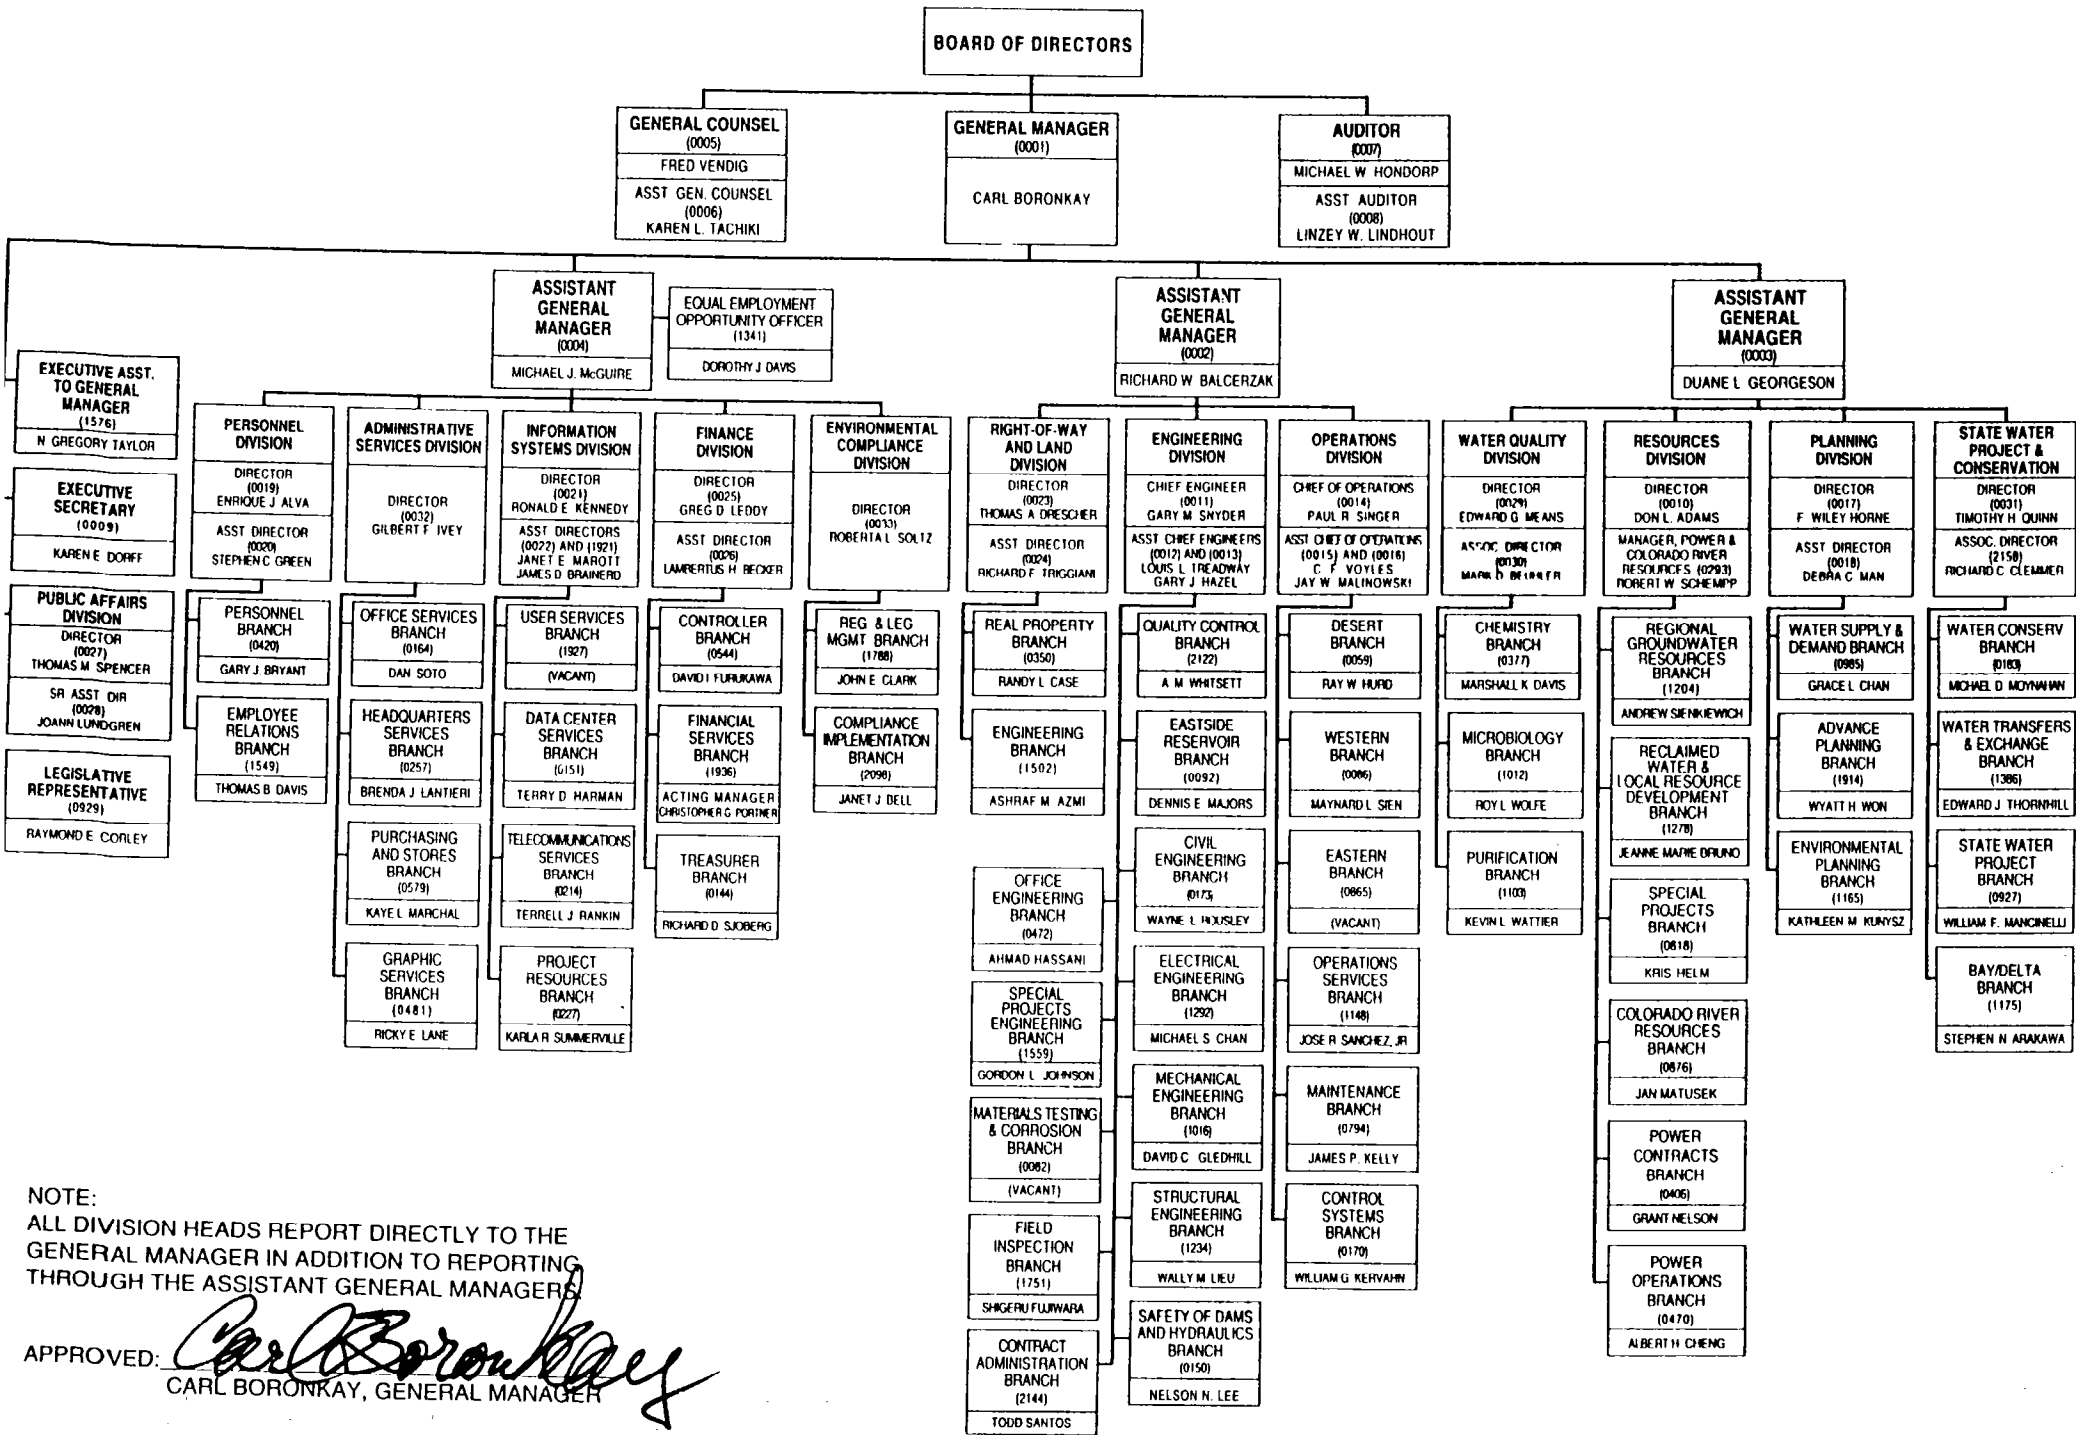 BOARD OF DIRECTORS
GENERAL COUNSEL
(0005)
FRED VENDIG
ASST GEN. COUNSEL
(0006)
KAREN L. TACHIKI
GENERAL MANAGER
(0001)
CARL BORONKAY
AUDITOR
(0007)
MICHAEL W. HONDORP
ASST AUDITOR
(0008)
LINZEY W. LINDHOUT
ASSISTANT
GENERAL
MANAGER
(0004)
MICHAEL J. McGUIRE
EQUAL EMPLOYMENT
OPPORTUNITY OFFICER
(1341)
DOROTHY J DAVIS
ASSISTANT
GENERAL
MANAGER
(0002)
RICHARD W BALCERZAK
ASSISTANT
GENERAL
MANAGER
(0003)
DUANE L GEORGESON
EXECUTIVE ASST.
TO GENERAL
MANAGER
(1576)
N GREGORY TAYLOR
EXECUTIVE
SECRETARY
(0009)
KAREN E. DORFF
PUBLIC AFFAIRS
DIVISION
DIRECTOR
(0027)
THOMAS M SPENCER
SR ASST DIR
(0028)
JOANN LUNDGREN
LEGISLATIVE
REPRESENTATIVE
(0929)
RAYMOND E CORLEY
PERSONNEL
DIVISION
DIRECTOR
(0019)
ENRIQUE J ALVA
ASST DIRECTOR
(0020)
STEPHEN C GREEN
PERSONNEL
BRANCH
(0420)
GARY J. BRYANT
EMPLOYEE
RELATIONS
BRANCH
(1549)
THOMAS B DAVIS
ADMINISTRATIVE
SERVICES DIVISION
DIRECTOR
(0032)
GILBERT F IVEY
OFFICE SERVICES
BRANCH
(0164)
DAN SOTO
HEADQUARTERS
SERVICES
BRANCH
(0257)
BRENDA J LANTIERI
PURCHASING
AND STORES
BRANCH
(0579)
KAYE L MARCHAL
GRAPHIC
SERVICES
BRANCH
(0481)
RICKY E LANE
INFORMATION
SYSTEMS DIVISION
DIRECTOR
(0021)
RONALD E KENNEDY
ASST DIRECTORS
(0022) AND (1921)
JANET E MAROTT
JAMES D BRAINERD
USER SERVICES
BRANCH
(1927)
(VACANT)
DATA CENTER
SERVICES
BRANCH
(0151)
TERRY D HARMAN
TELECOMMUNICATIONS
SERVICES
BRANCH
(0214)
TERRELL J RANKIN
PROJECT
RESOURCES
BRANCH
(0227)
KARLA R SUMMERVILLE
FINANCE
DIVISION
DIRECTOR
(0025)
GREG D LEDDY
ASST DIRECTOR
(0026)
LAMBERTUS H BECKER
CONTROLLER
BRANCH
(0544)
DAVID I FURUKAWA
FINANCIAL
SERVICES
BRANCH
(1936)
ACTING MANAGER
CHRISTOPHER G PORTNER
TREASURER
BRANCH
(0144)
RICHARD D SJOBERG
ENVIRONMENTAL
COMPLIANCE
DIVISION
DIRECTOR
(0033)
ROBERTA L SOLTZ
REG & LEG
MGMT BRANCH
(1788)
JOHN E CLARK
COMPLIANCE
IMPLEMENTATION
BRANCH
(2098)
JANET J BELL
RIGHT-OF-WAY
AND LAND
DIVISION
DIRECTOR
(0023)
THOMAS A DRESCHER
ASST DIRECTOR
(0024)
RICHARD F TRIGGIANI
REAL PROPERTY
BRANCH
(0350)
RANDY L CASE
ENGINEERING
BRANCH
(1502)
ASHRAF M AZMI
OFFICE
ENGINEERING
BRANCH
(0472)
AHMAD HASSANI
SPECIAL
PROJECTS
ENGINEERING
BRANCH
(1559)
GORDON L JOHNSON
MATERIALS TESTING
& CORROSION
BRANCH
(0082)
(VACANT)
FIELD
INSPECTION
BRANCH
(1751)
SHIGERU FUJIWARA
CONTRACT
ADMINISTRATION
BRANCH
(2144)
TODD SANTOS
ENGINEERING
DIVISION
CHIEF ENGINEER
(0011)
GARY M SNYDER
ASST CHIEF ENGINEERS
(0012) AND (0013)
LOUIS L TREADWAY
GARY J HAZEL
QUALITY CONTROL
BRANCH
(2122)
A M WHITSETT
EASTSIDE
RESERVOIR
BRANCH
(0092)
DENNIS E MAJORS
CIVIL
ENGINEERING
BRANCH
(0173)
WAYNE L HOUSLEY
ELECTRICAL
ENGINEERING
BRANCH
(1292)
MICHAEL S CHAN
MECHANICAL
ENGINEERING
BRANCH
(1016)
DAVID C GLEDHILL
STRUCTURAL
ENGINEERING
BRANCH
(1234)
WALLY M LIEU
SAFETY OF DAMS
AND HYDRAULICS
BRANCH
(0150)
NELSON N. LEE
OPERATIONS
DIVISION
CHIEF OF OPERATIONS
(0014)
PAUL R SINGER
ASST CHIEF OF OPERATIONS
(0015) AND (0016)
C F VOYLES
JAY W MALINOWSKI
DESERT
BRANCH
(0059)
RAY W HURD
WESTERN
BRANCH
(0086)
MAYNARD L SIEN
EASTERN
BRANCH
(0865)
(VACANT)
OPERATIONS
SERVICES
BRANCH
(1148)
JOSE R SANCHEZ, JR
MAINTENANCE
BRANCH
(0794)
JAMES P. KELLY
CONTROL
SYSTEMS
BRANCH
(0170)
WILLIAM G KERVAHN
WATER QUALITY
DIVISION
DIRECTOR
(0029)
EDWARD G MEANS
ASSOC DIRECTOR
(0030)
MARK D BEUHLER
CHEMISTRY
BRANCH
(0377)
MARSHALL K DAVIS
MICROBIOLOGY
BRANCH
(1012)
ROY L WOLFE
PURIFICATION
BRANCH
(1103)
KEVIN L WATTIER
RESOURCES
DIVISION
DIRECTOR
(0010)
DON L. ADAMS
MANAGER, POWER &
COLORADO RIVER
RESOURCES (0293)
ROBERT W SCHEMPP
REGIONAL
GROUNDWATER
RESOURCES
BRANCH
(1204)
ANDREW SIENKIEWICH
RECLAIMED
WATER &
LOCAL RESOURCE
DEVELOPMENT
BRANCH
(1278)
JEANNE MARIE BRUNO
SPECIAL
PROJECTS
BRANCH
(0818)
KRIS HELM
COLORADO RIVER
RESOURCES
BRANCH
(0876)
JAN MATUSEK
POWER
CONTRACTS
BRANCH
(0406)
GRANT NELSON
POWER
OPERATIONS
BRANCH
(0470)
ALBERT H CHENG
PLANNING
DIVISION
DIRECTOR
(0017)
F WILEY HORNE
ASST DIRECTOR
(0018)
DEBRA C MAN
WATER SUPPLY &
DEMAND BRANCH
(0985)
GRACE L CHAN
ADVANCE
PLANNING
BRANCH
(1914)
WYATT H WON
ENVIRONMENTAL
PLANNING
BRANCH
(1165)
KATHLEEN M KUNYSZ
STATE WATER
PROJECT &
CONSERVATION
DIRECTOR
(0031)
TIMOTHY H QUINN
ASSOC. DIRECTOR
(2158)
RICHARD C CLEMMER
WATER CONSERV
BRANCH
(0183)
MICHAEL D MOYNAHAN
WATER TRANSFERS
& EXCHANGE
BRANCH
(1386)
EDWARD J THORNHILL
STATE WATER
PROJECT
BRANCH
(0927)
WILLIAM F. MANCINELLI
BAY/DELTA
BRANCH
(1175)
STEPHEN N ARAKAWA
NOTE:
ALL DIVISION HEADS REPORT DIRECTLY TO THE
GENERAL MANAGER IN ADDITION TO REPORTING
THROUGH THE ASSISTANT GENERAL MANAGERS.
APPROVED: Carl Boronkay
CARL BORONKAY, GENERAL MANAGER